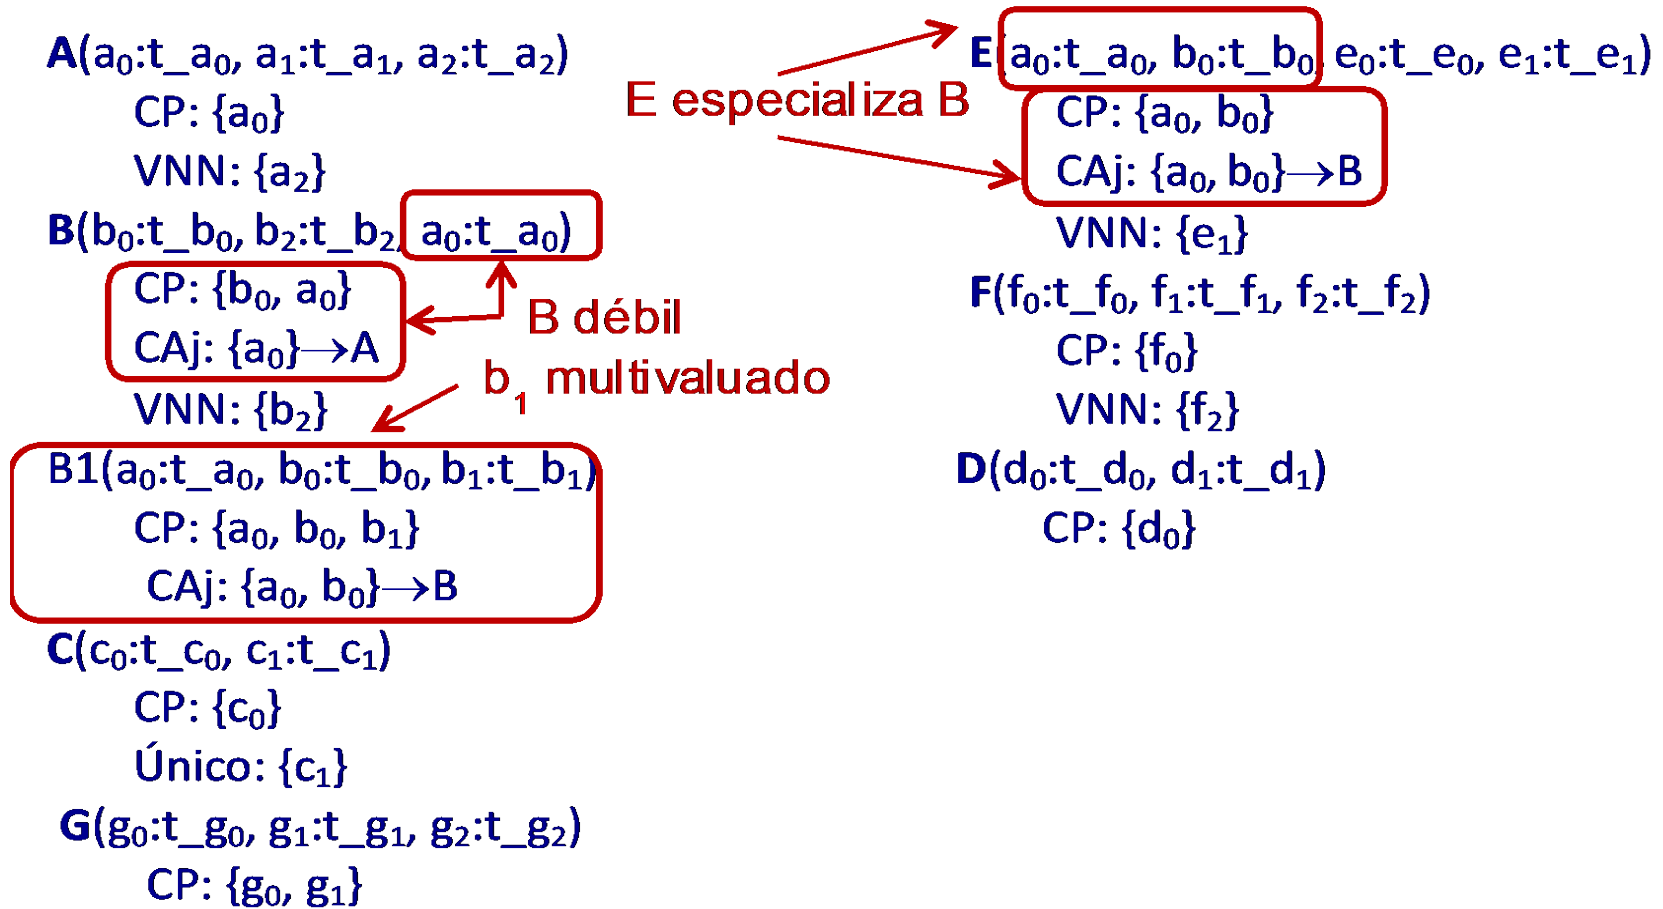 A(a₀:t_a₀, a₁:t_a₁, a₂:t_a₂)
CP: {a₀}
VNN: {a₂}
B(b₀:t_b₀, b₂:t_b₂, a₀:t_a₀)
CP: {b₀, a₀}
CAj: {a₀}→A
VNN: {b₂}
B débil
b₁ multivaluado
B1(a₀:t_a₀, b₀:t_b₀, b₁:t_b₁)
CP: {a₀, b₀, b₁}
CAj: {a₀, b₀}→B
C(c₀:t_c₀, c₁:t_c₁)
CP: {c₀}
Único: {c₁}
G(g₀:t_g₀, g₁:t_g₁, g₂:t_g₂)
CP: {g₀, g₁}
E especializa B
E(a₀:t_a₀, b₀:t_b₀, e₀:t_e₀, e₁:t_e₁)
CP: {a₀, b₀}
CAj: {a₀, b₀}→B
VNN: {e₁}
F(f₀:t_f₀, f₁:t_f₁, f₂:t_f₂)
CP: {f₀}
VNN: {f₂}
D(d₀:t_d₀, d₁:t_d₁)
CP: {d₀}